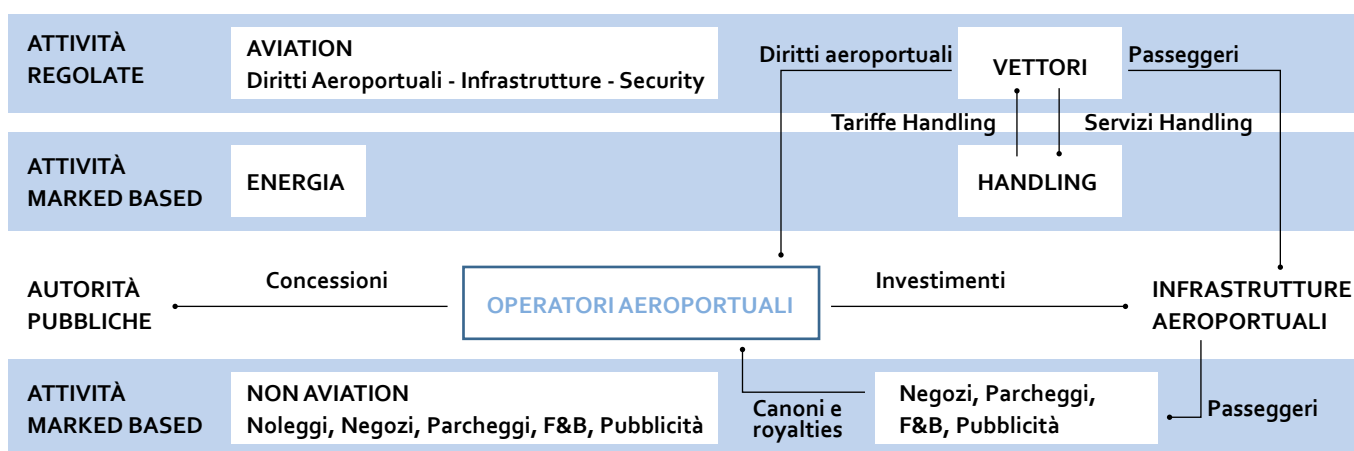 ATTIVITÀ
REGOLATE
AVIATION
Diritti Aeroportuali - Infrastrutture - Security
Diritti aeroportuali
VETTORI
Passeggeri
Tariffe Handling
Servizi Handling
ATTIVITÀ
MARKED BASED
ENERGIA
HANDLING
AUTORITÀ
PUBBLICHE
Concessioni
OPERATORI AEROPORTUALI
Investimenti
INFRASTRUTTURE
AEROPORTUALI
ATTIVITÀ
MARKED BASED
NON AVIATION
Noleggi, Negozi, Parcheggi, F&B, Pubblicità
Canoni e
royalties
Negozi, Parcheggi,
F&B, Pubblicità
Passeggeri